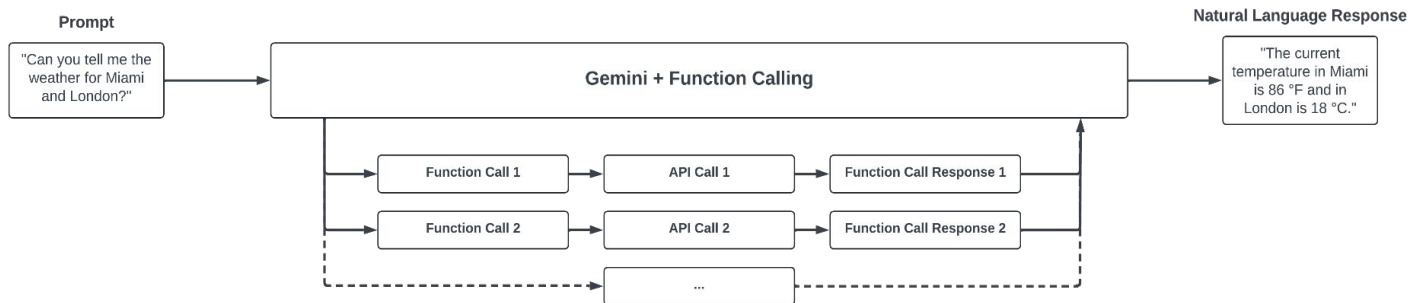 Prompt
Natural Language Response
"Can you tell me the
weather for Miami
and London?"
Gemini + Function Calling
"The current
temperature in Miami
is 86 °F and in
London is 18 °C."
Function Call 1
API Call 1
Function Call Response 1
Function Call 2
API Call 2
Function Call Response 2
...